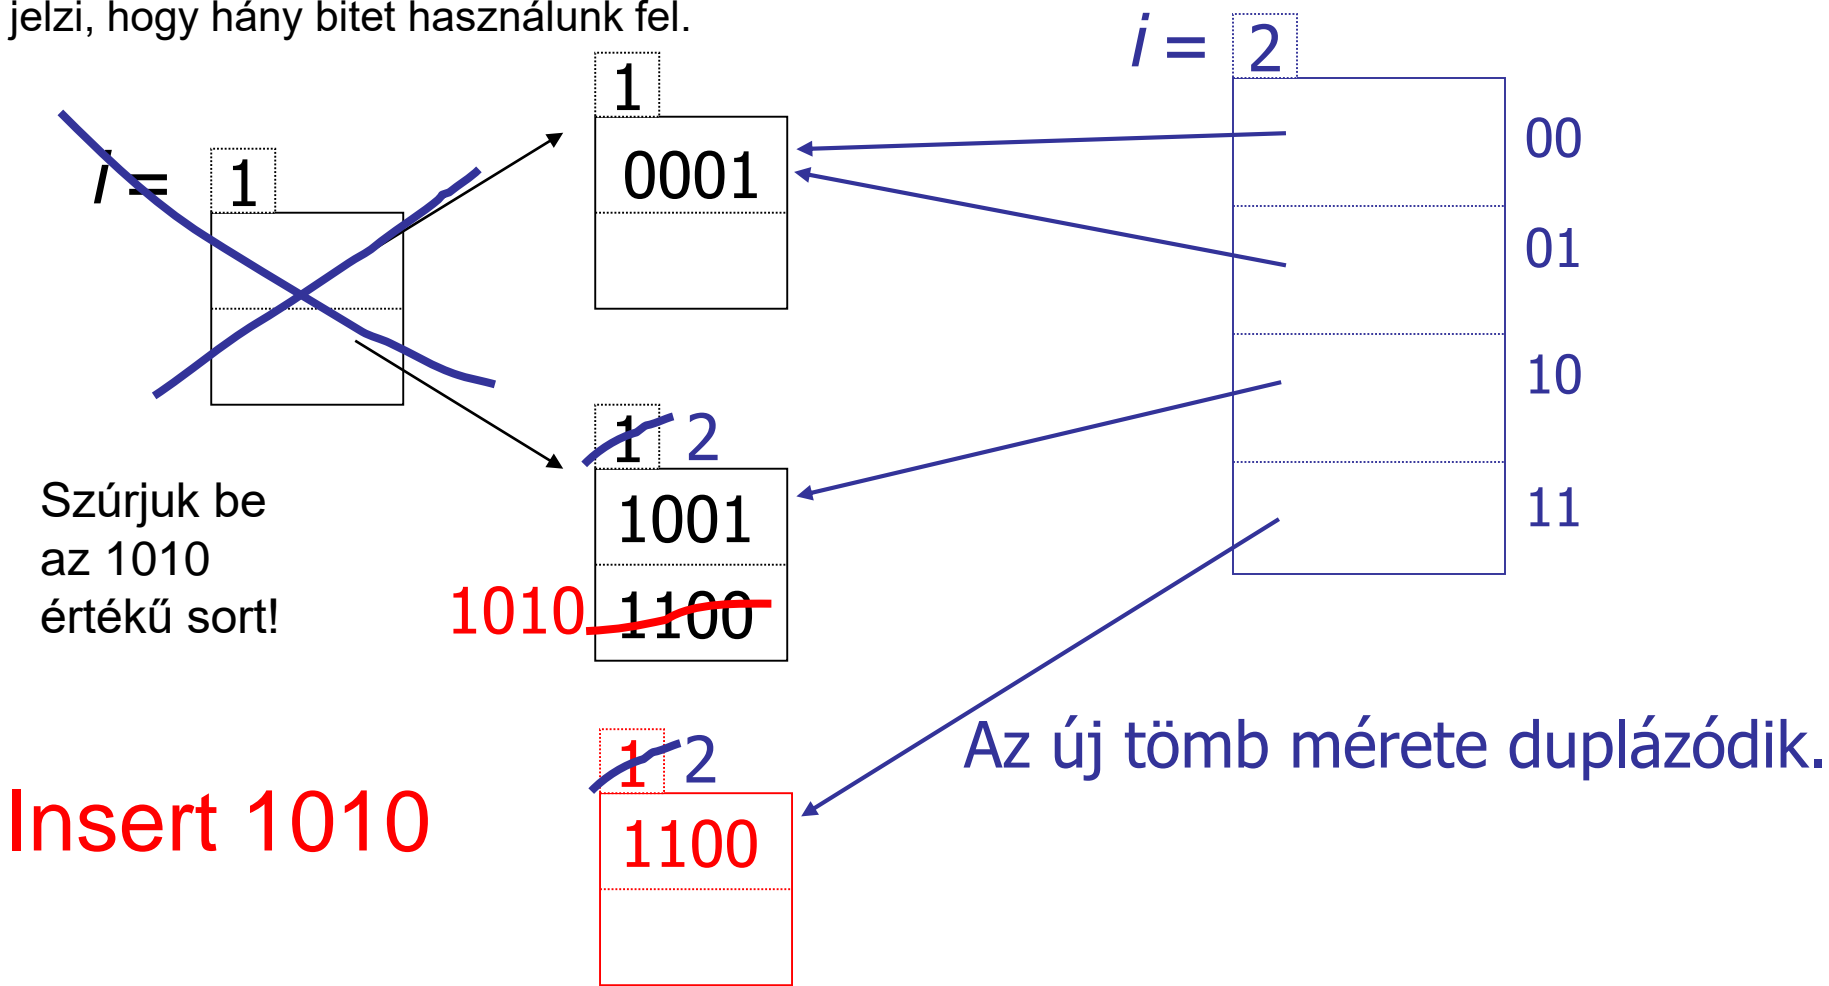 jelzi, hogy hány bitet használunk fel.
i = 2
1
0001
00
i = 1
01
10
1 2
1001
11
Szúrjuk be
az 1010
értékű sort!
1010 1100
1 2
Az új tömb mérete duplázódik.
Insert 1010
1100